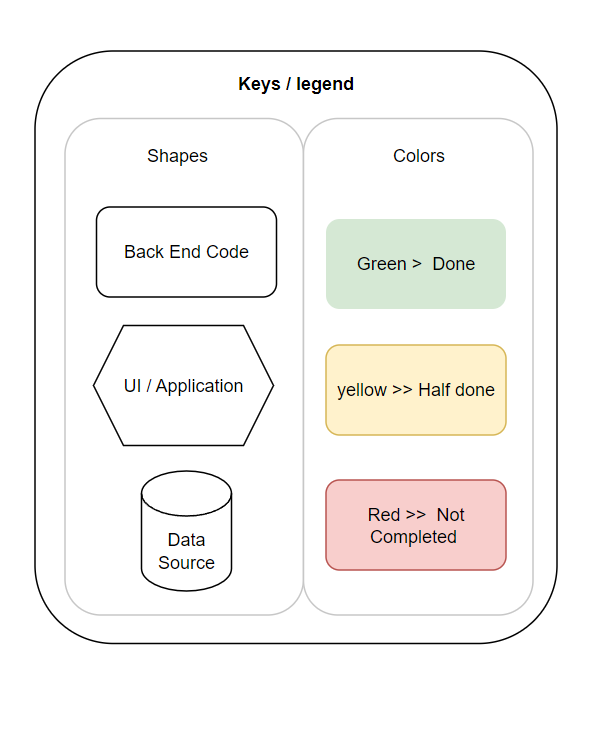 Keys / legend
Shapes
Back End Code
UI / Application
Data
Source
Colors
Green >  Done
yellow >> Half done
Red >>  Not
Completed